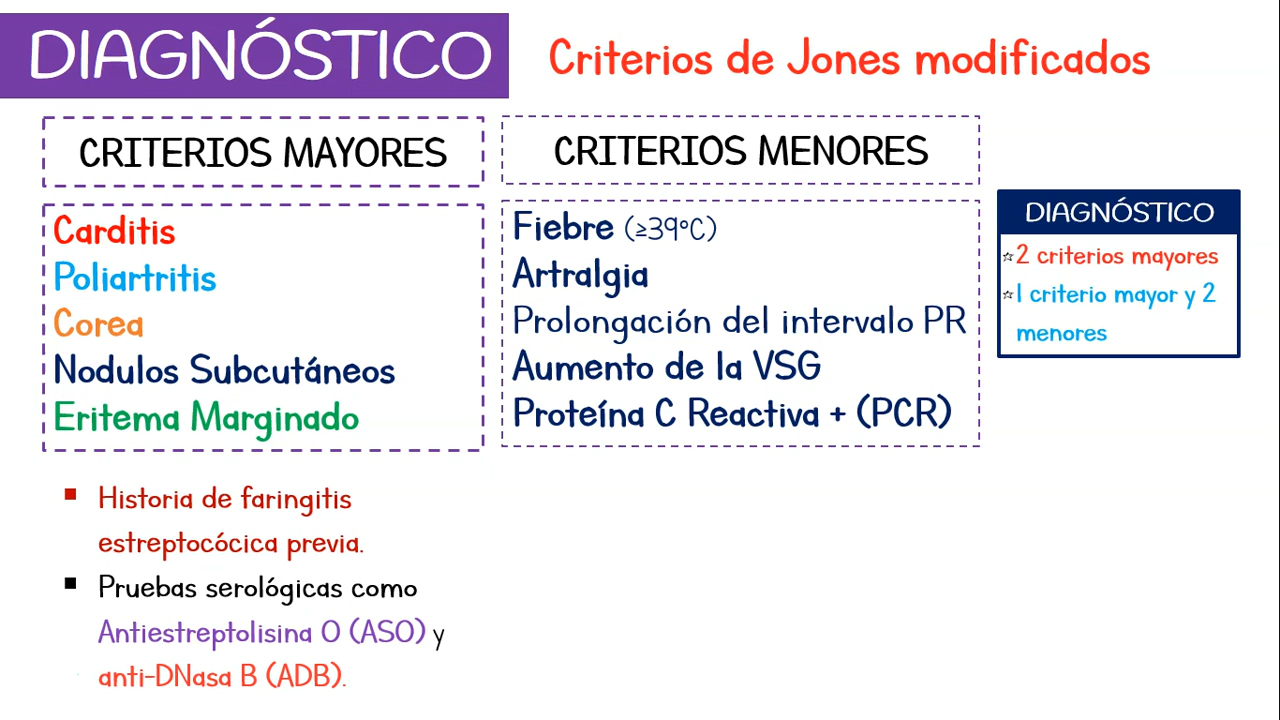 DIAGNÓSTICO
Criterios de Jones modificados
CRITERIOS MAYORES
Carditis
Poliartritis
Corea
Nodulos Subcutáneos
Eritema Marginado
CRITERIOS MENORES
Fiebre (≥39ºC)
Artralgia
Prolongación del intervalo PR
Aumento de la VSG
Proteína C Reactiva + (PCR)
DIAGNÓSTICO
☆2 criterios mayores
☆1 criterio mayor y 2
menores
▪ Historia de faringitis
estreptocócica previa.
▪ Pruebas serológicas como
Antiestreptolisina O (ASO) y
anti-DNasa B (ADB).